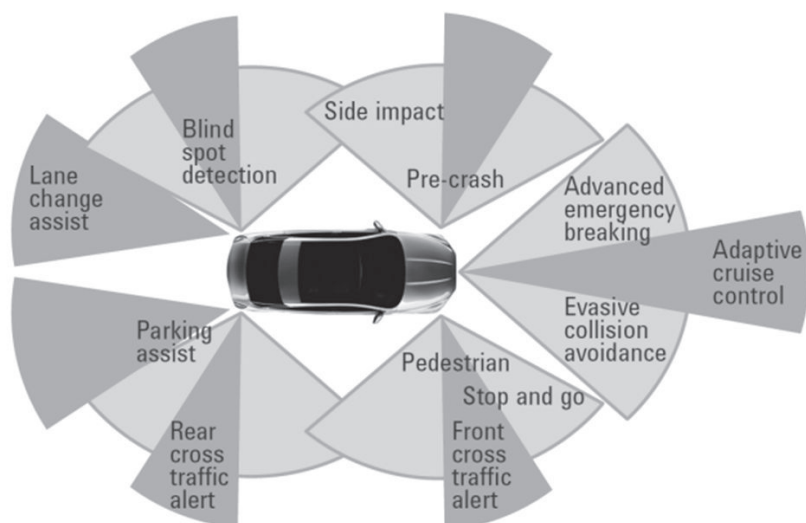 Side impact
Blind
spot
detection
Lane
change
assist
Pre-crash
Advanced
emergency
breaking
Adaptive
cruise
control
Evasive
collision
avoidance
Parking
assist
Pedestrian
Stop and go
Rear
cross
traffic
alert
Front
cross
traffic
alert